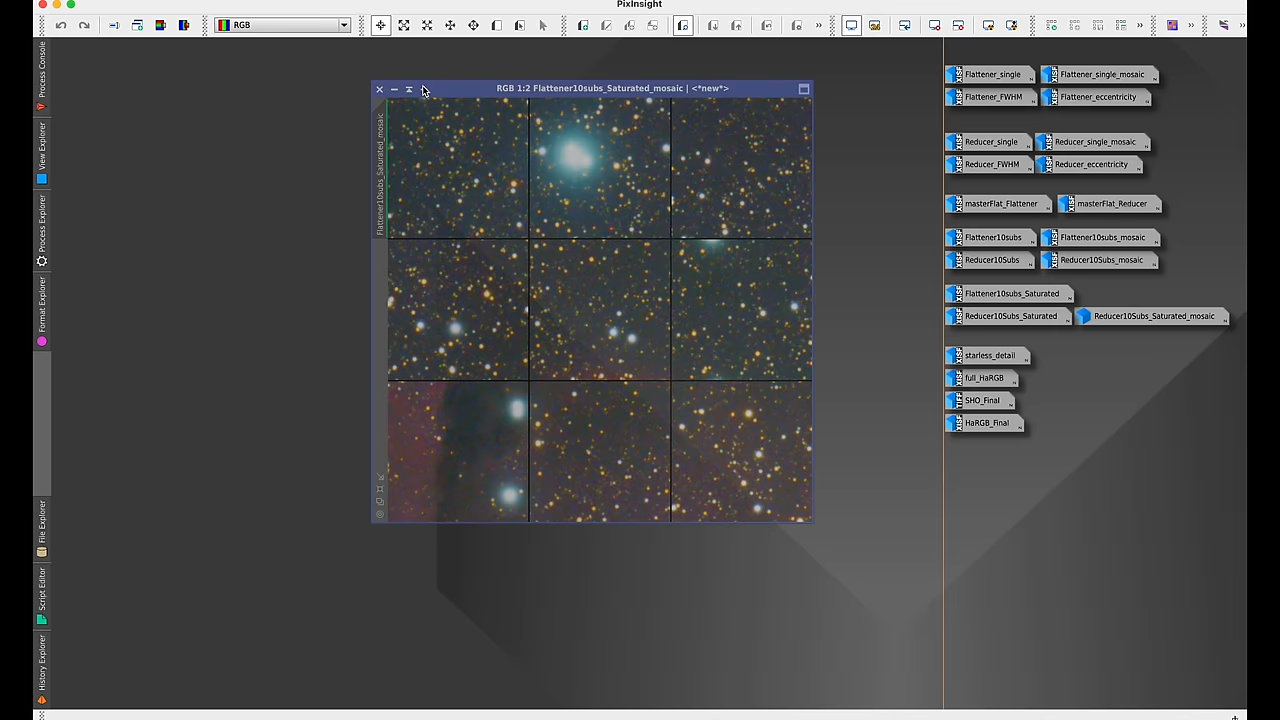 PixInsight
RGB
»
»
»
»
»
Process Console
View Explorer
Process Explorer
Format Explorer
File Explorer
Script Editor
History Explorer
RGB 1:2 Flattener10subs_Saturated_mosaic | <*new*>
Flattener10subs_Saturated_mosaic
Flattener_single
Flattener_single_mosaic
Flattener_FWHM
Flattener_eccentricity
Reducer_single
Reducer_single_mosaic
Reducer_FWHM
Reducer_eccentricity
masterFlat_Flattener
masterFlat_Reducer
Flattener10subs
Flattener10subs_mosaic
Reducer10Subs
Reducer10Subs_mosaic
Flattener10subs_Saturated
Reducer10Subs_Saturated
Reducer10Subs_Saturated_mosaic
starless_detail
full_HaRGB
SHO_Final
HaRGB_Final